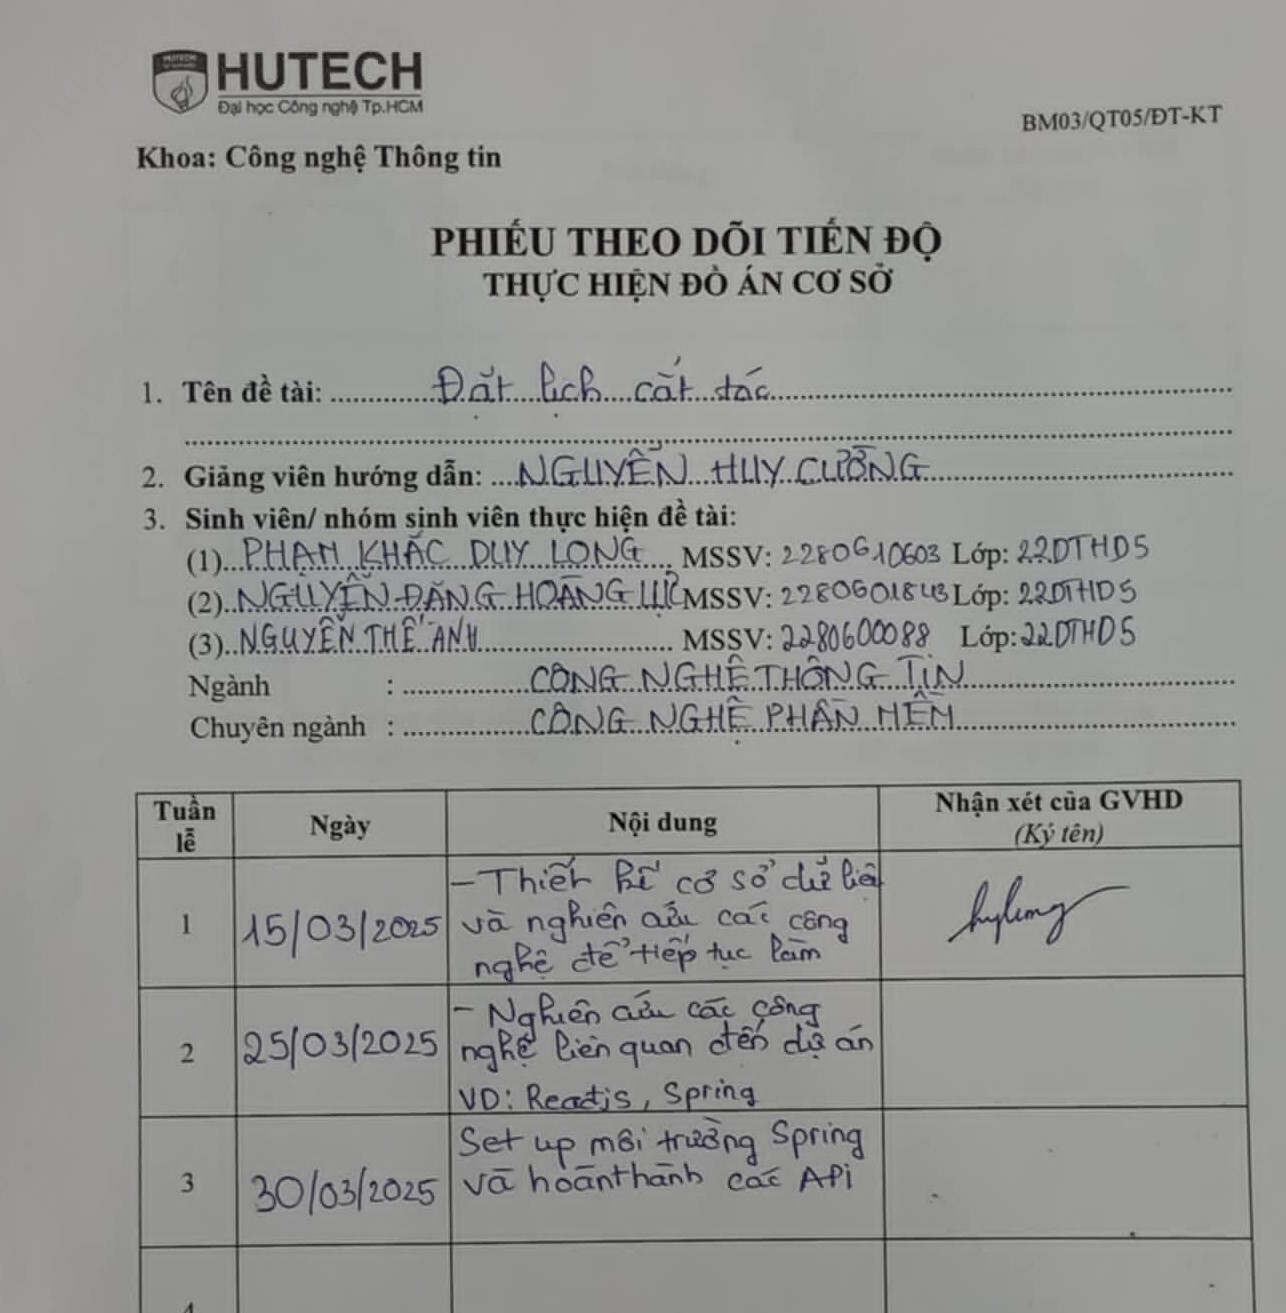 HUTECH
Đại học Công nghệ Tp.HCM
BM03/QT05/ĐT-KT
Khoa: Công nghệ Thông tin
PHIẾU THEO DÕI TIẾN ĐỘ
THỰC HIỆN ĐỒ ÁN CƠ SỞ
1. Tên đề tài: Đặt lịch cắt tóc
2. Giảng viên hướng dẫn: NGUYỄN HUY CƯỜNG
3. Sinh viên/ nhóm sinh viên thực hiện đề tài:
(1) PHẠM KHẮC DUY LONG MSSV: 2280610603 Lớp: 22DTHD5
(2) NGUYỄN ĐẶNG HOÀNG MSSV: 2280601843 Lớp: 22DTHD5
(3) NGUYỄN THẾ ANH MSSV: 2280600088 Lớp: 22DTHD5
Ngành : CÔNG NGHỆ THÔNG TIN
Chuyên ngành : CÔNG NGHỆ PHẦN MỀM
Tuần lễ Ngày Nội dung Nhận xét của GVHD
(Ký tên)
1 15/03/2025 - Thiết kế cơ sở dữ liệu
và nghiên cứu các công
nghệ để tiếp tục làm
2 25/03/2025 - Nghiên cứu các công
nghệ liên quan đến dự án
VD: Reactjs, Spring
3 30/03/2025 Set up môi trường Spring
và hoàn thành các APi
4